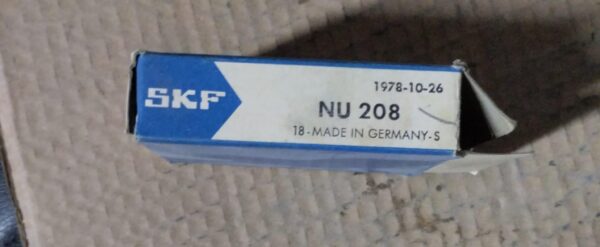 SKF
1978-10-26
NU 208
18-MADE IN GERMANY-S